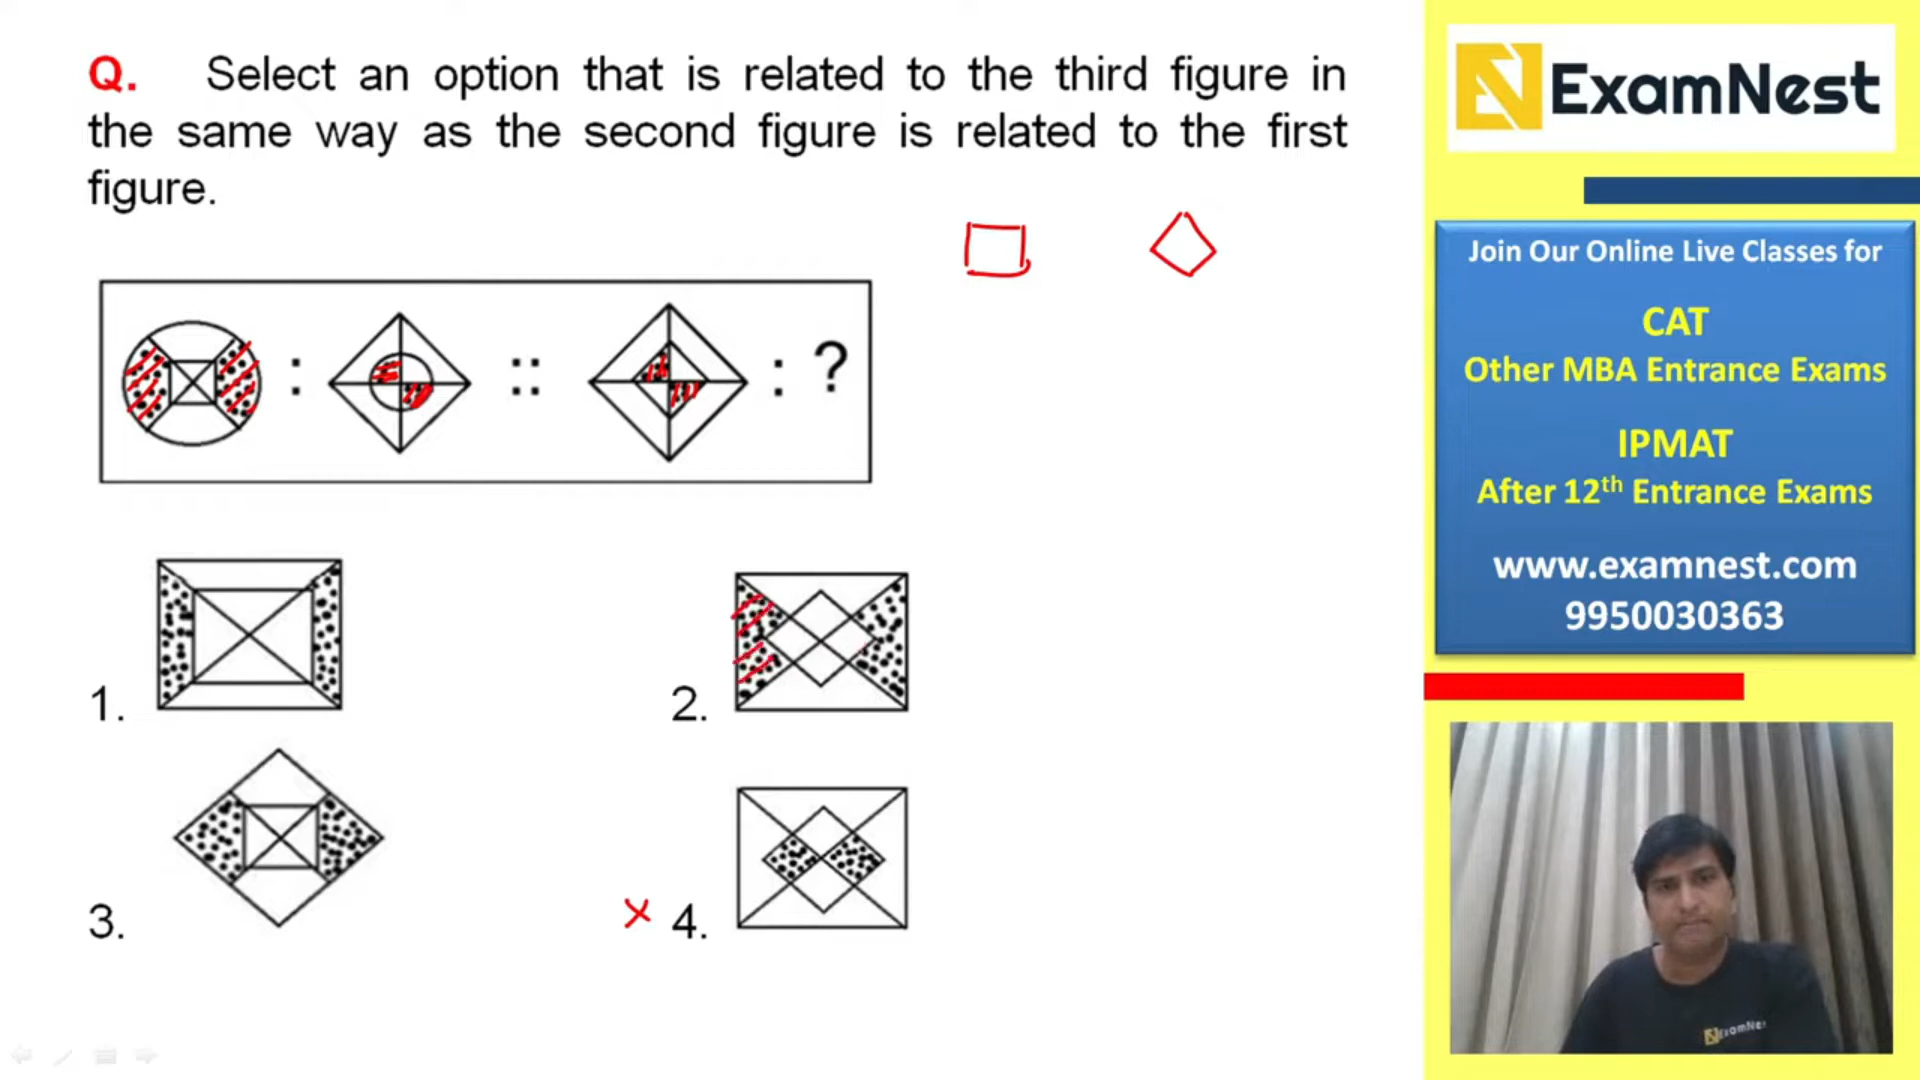 Q. Select an option that is related to the third figure in
the same way as the second figure is related to the first
figure.
: :: : ?
1.
2.
3.
× 4.
ExamNest
Join Our Online Live Classes for
CAT
Other MBA Entrance Exams
IPMAT
After 12th Entrance Exams
www.examnest.com
9950030363
ExamNest